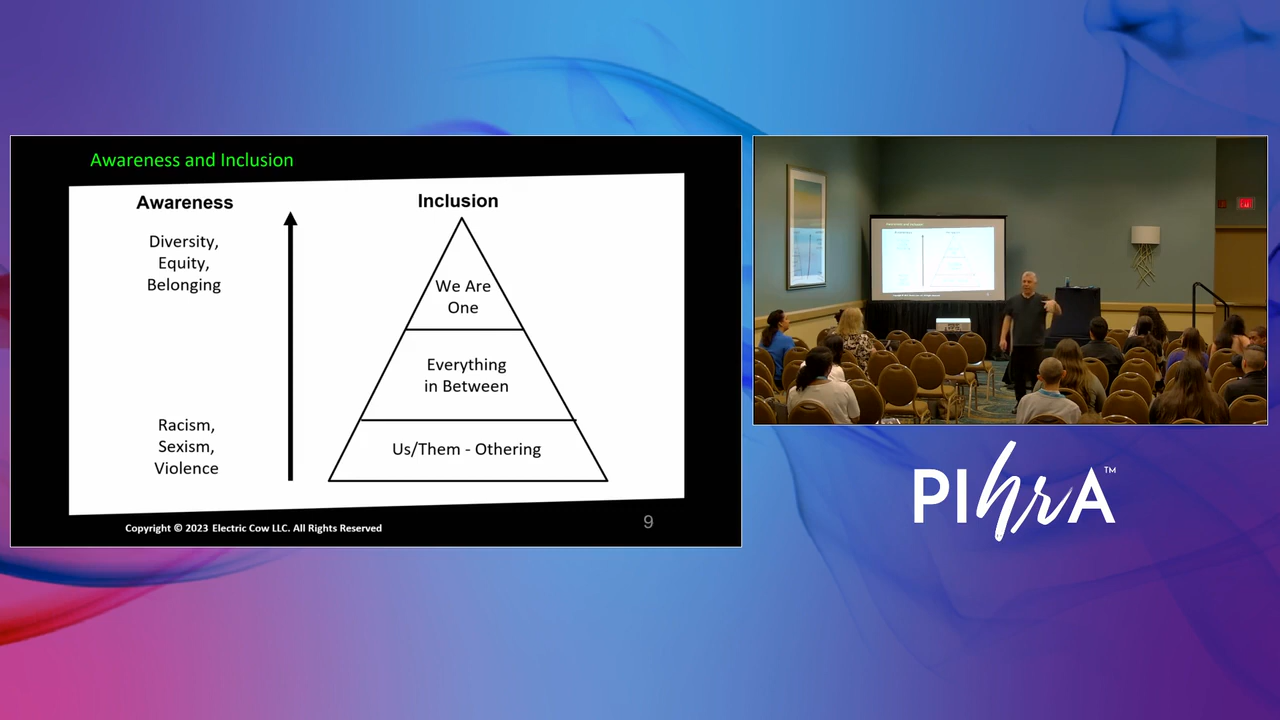 Awareness and Inclusion
Awareness
Diversity,
Equity,
Belonging
Racism,
Sexism,
Violence
Inclusion
We Are
One
Everything
in Between
Us/Them - Othering
Copyright © 2023 Electric Cow LLC. All Rights Reserved
9
PIhrA™